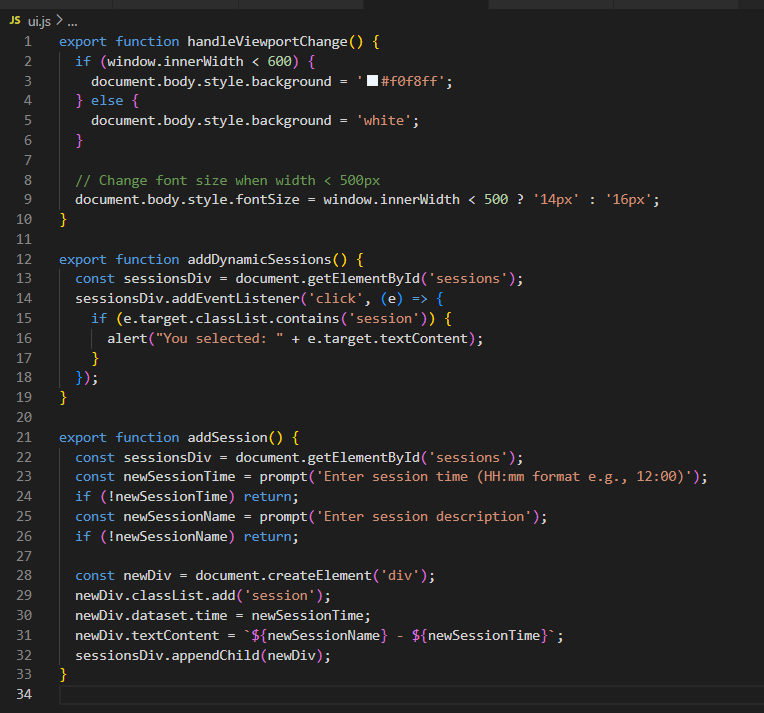 JS ui.js > ...
1 export function handleViewportChange() {
2   if (window.innerWidth < 600) {
3     document.body.style.background = '#f0f8ff';
4   } else {
5     document.body.style.background = 'white';
6   }
7
8   // Change font size when width < 500px
9   document.body.style.fontSize = window.innerWidth < 500 ? '14px' : '16px';
10 }
11
12 export function addDynamicSessions() {
13   const sessionsDiv = document.getElementById('sessions');
14   sessionsDiv.addEventListener('click', (e) => {
15     if (e.target.classList.contains('session')) {
16       alert("You selected: " + e.target.textContent);
17     }
18   });
19 }
20
21 export function addSession() {
22   const sessionsDiv = document.getElementById('sessions');
23   const newSessionTime = prompt('Enter session time (HH:mm format e.g., 12:00)');
24   if (!newSessionTime) return;
25   const newSessionName = prompt('Enter session description');
26   if (!newSessionName) return;
27
28   const newDiv = document.createElement('div');
29   newDiv.classList.add('session');
30   newDiv.dataset.time = newSessionTime;
31   newDiv.textContent = `${newSessionName} - ${newSessionTime}`;
32   sessionsDiv.appendChild(newDiv);
33 }
34